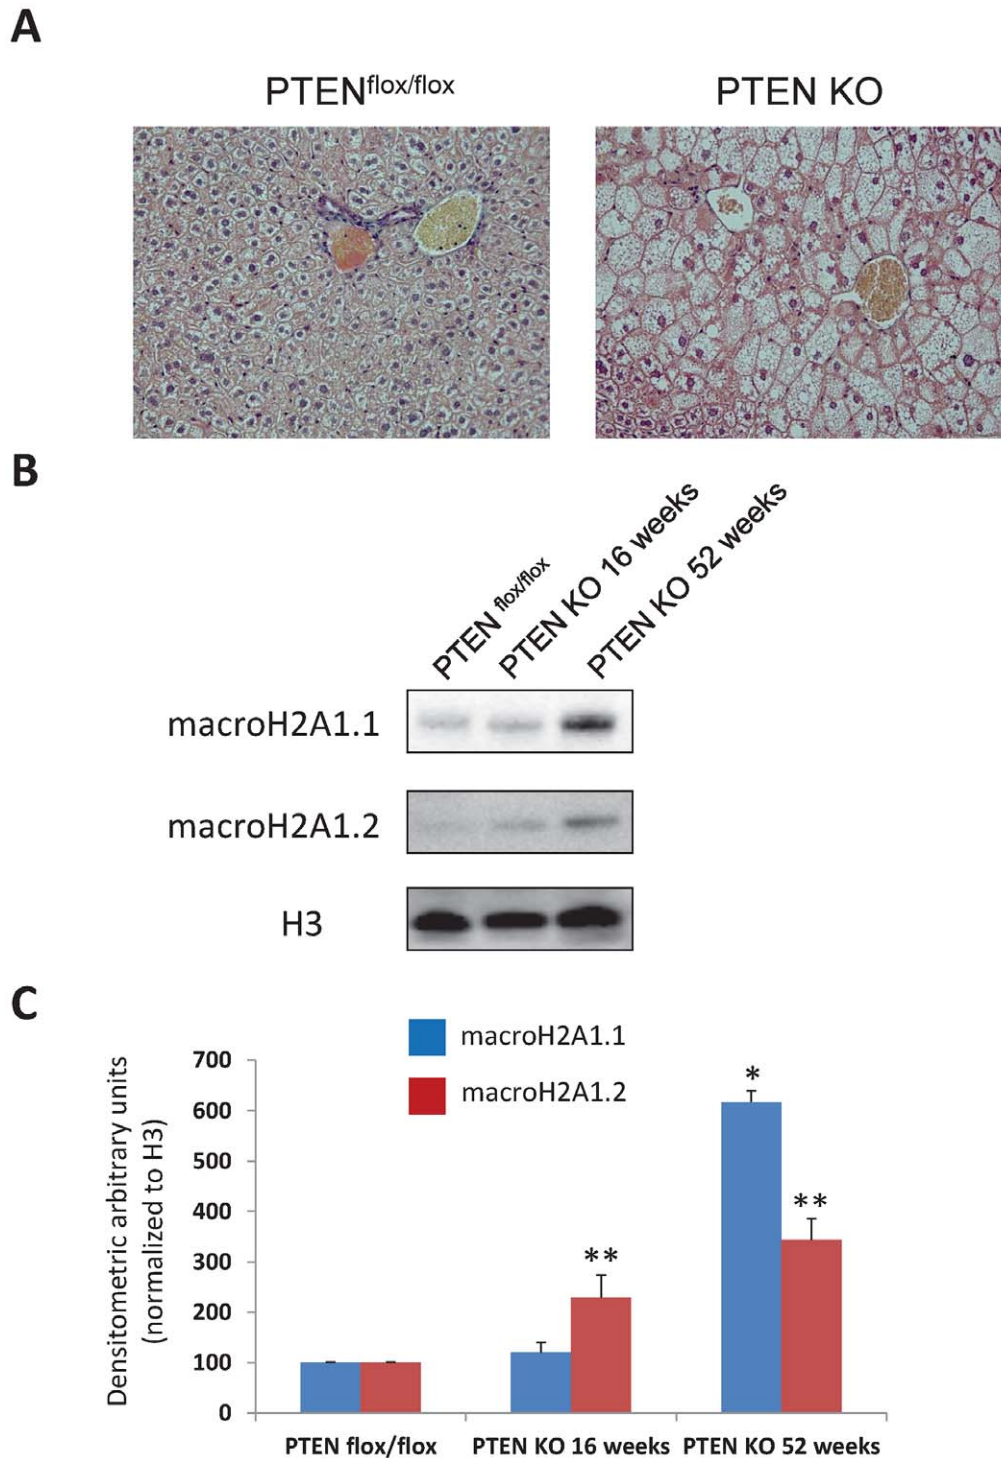 A
PTENflox/flox
PTEN KO
B
PTEN flox/flox
PTEN KO 16 weeks
PTEN KO 52 weeks
macroH2A1.1
macroH2A1.2
H3
C
macroH2A1.1
macroH2A1.2
Densitometric arbitrary units
(normalized to H3)
700
600
500
400
300
200
100
0
*
**
**
PTEN flox/flox
PTEN KO 16 weeks
PTEN KO 52 weeks